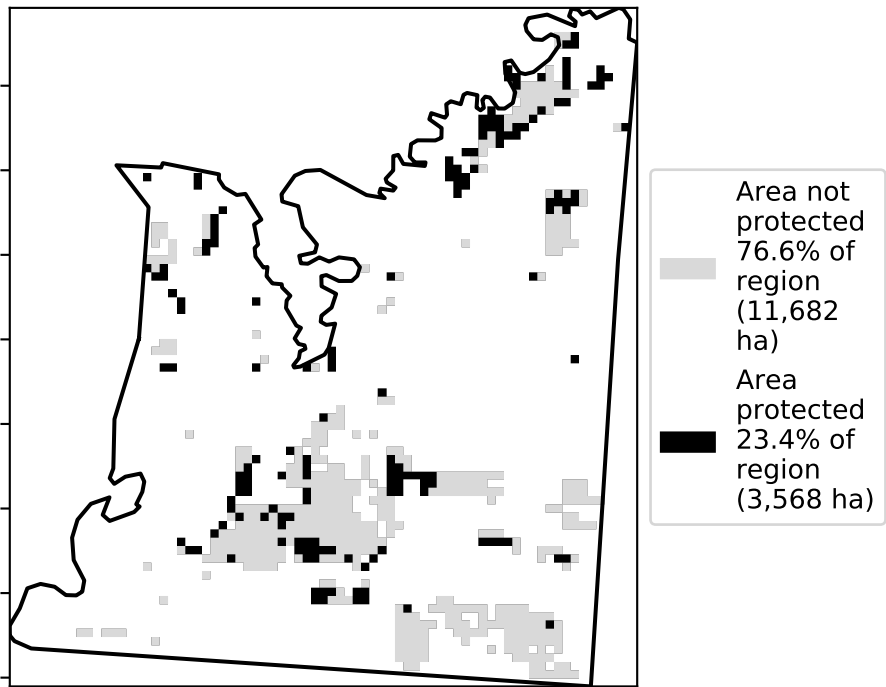 Area not
protected
76.6% of
region
(11,682
ha)
Area
protected
23.4% of
region
(3,568 ha)